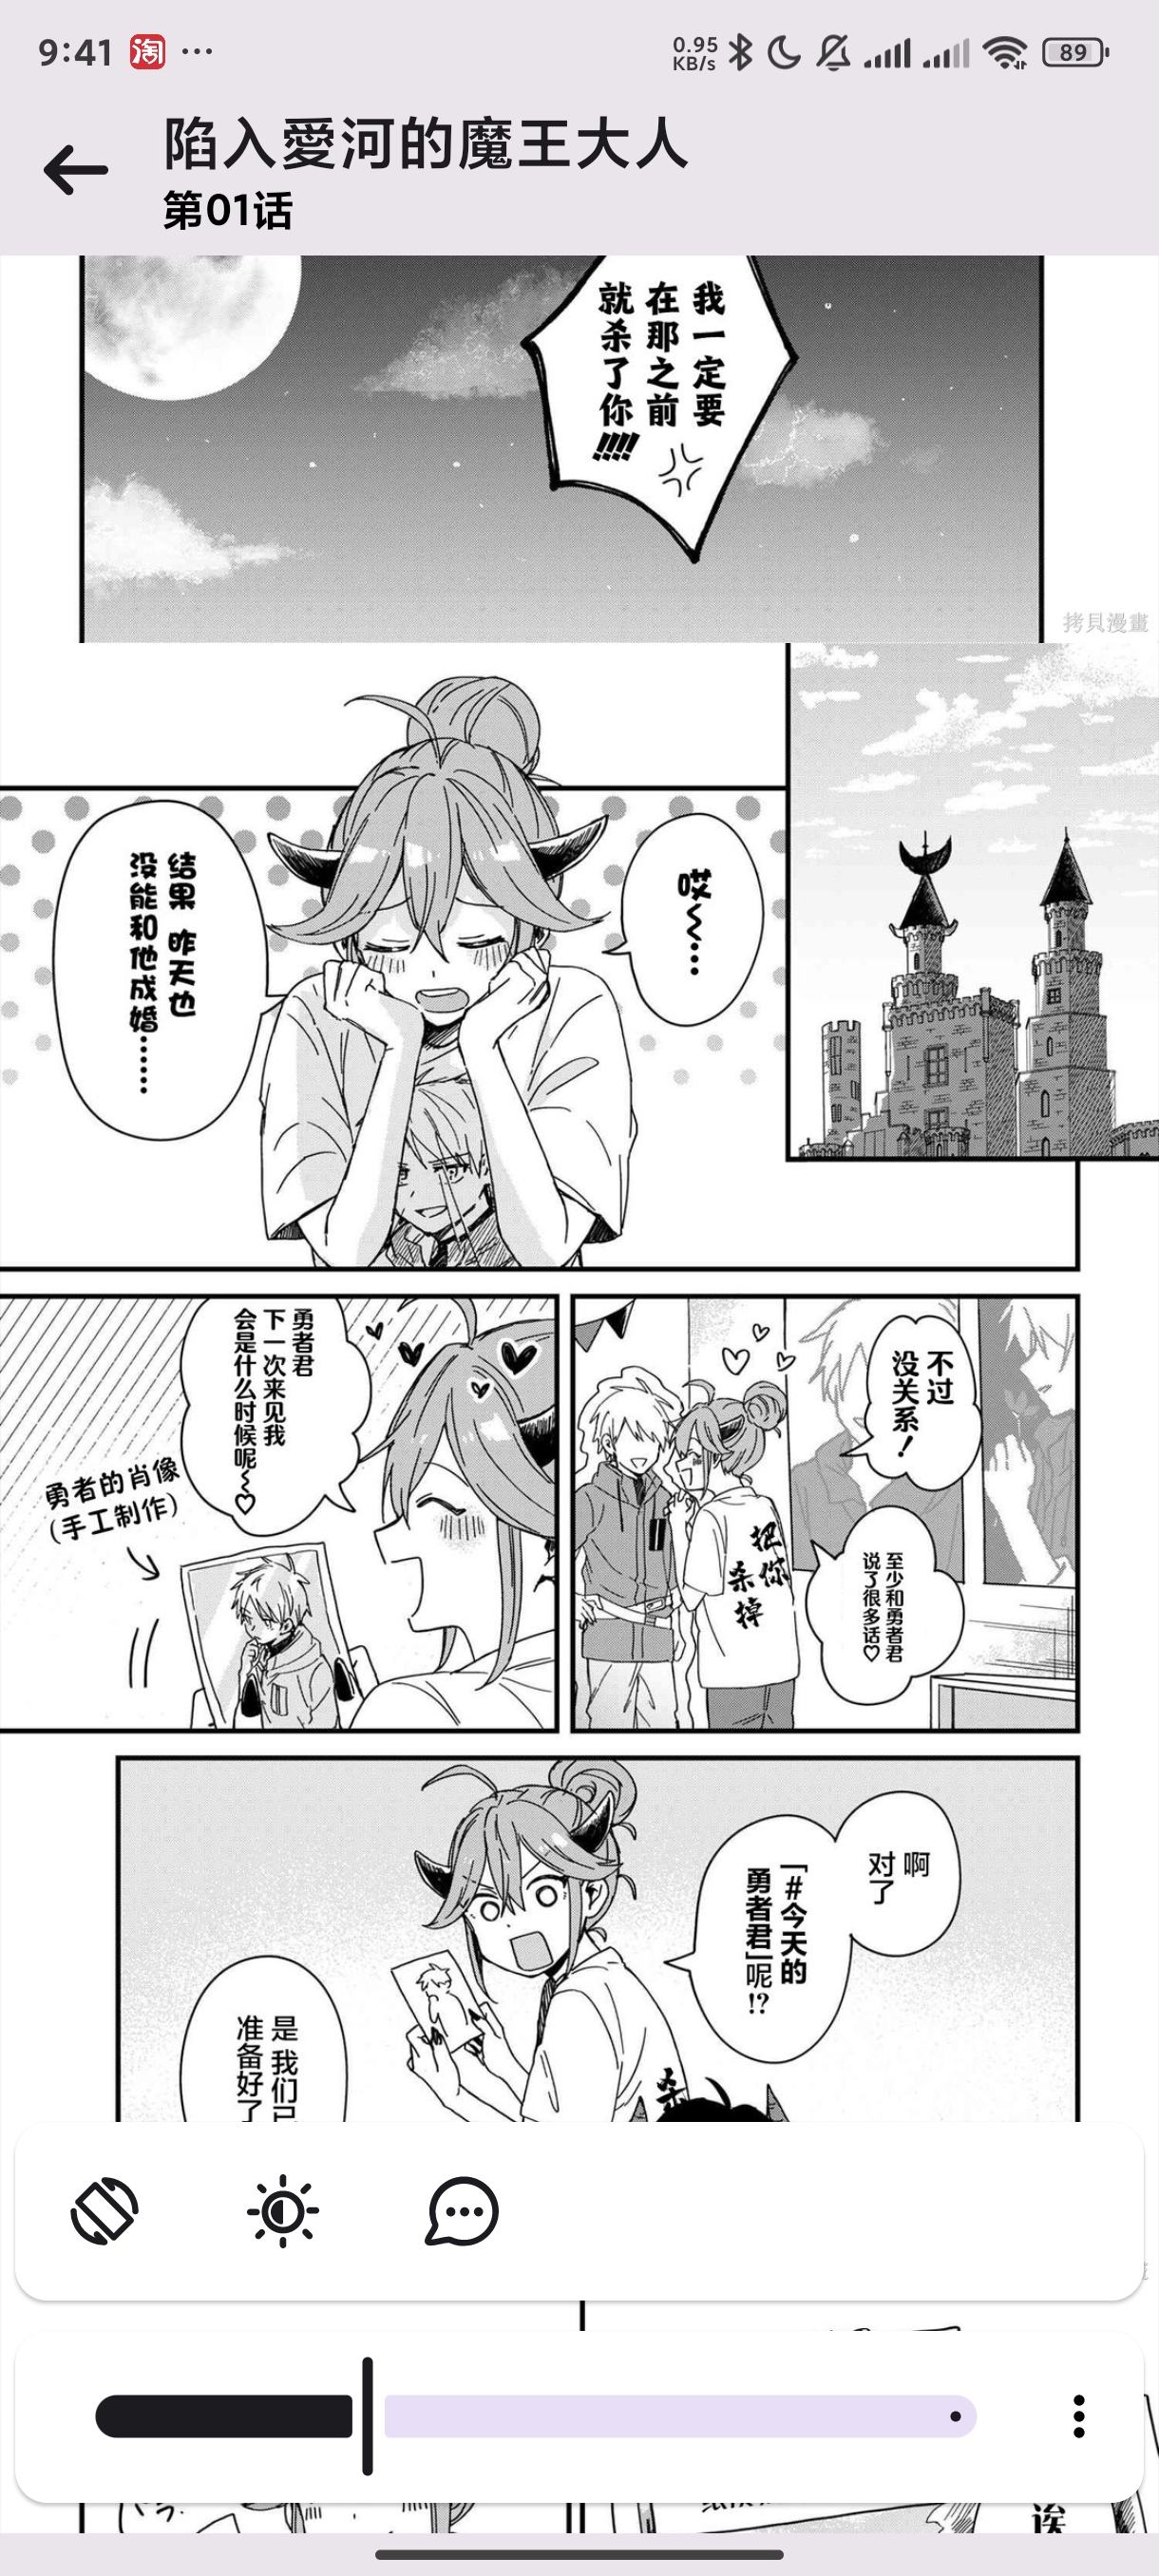 9:41
淘
...
0.95
KB/s
89
陷入愛河的魔王大人
第01话
我一定要
在那之前
就杀了你
!!!!
拷貝漫畫
哎~…
结果 昨天也
没能和他成婚……
不过
没关系！
至少和勇者君
说了很多话♡
把你
杀掉
勇者君
下一次来见我
会是什么时候呢~♡
勇者的肖像
（手工制作）
啊
对了
「#今天的
勇者君」呢!?
杀
是 我们已
准备好了